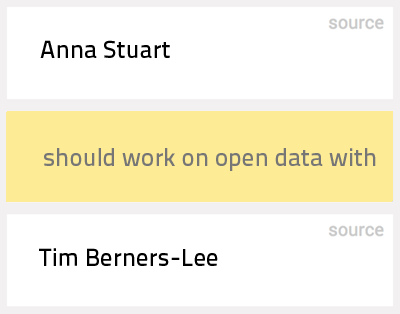 source
Anna Stuart
should work on open data with
source
Tim Berners-Lee